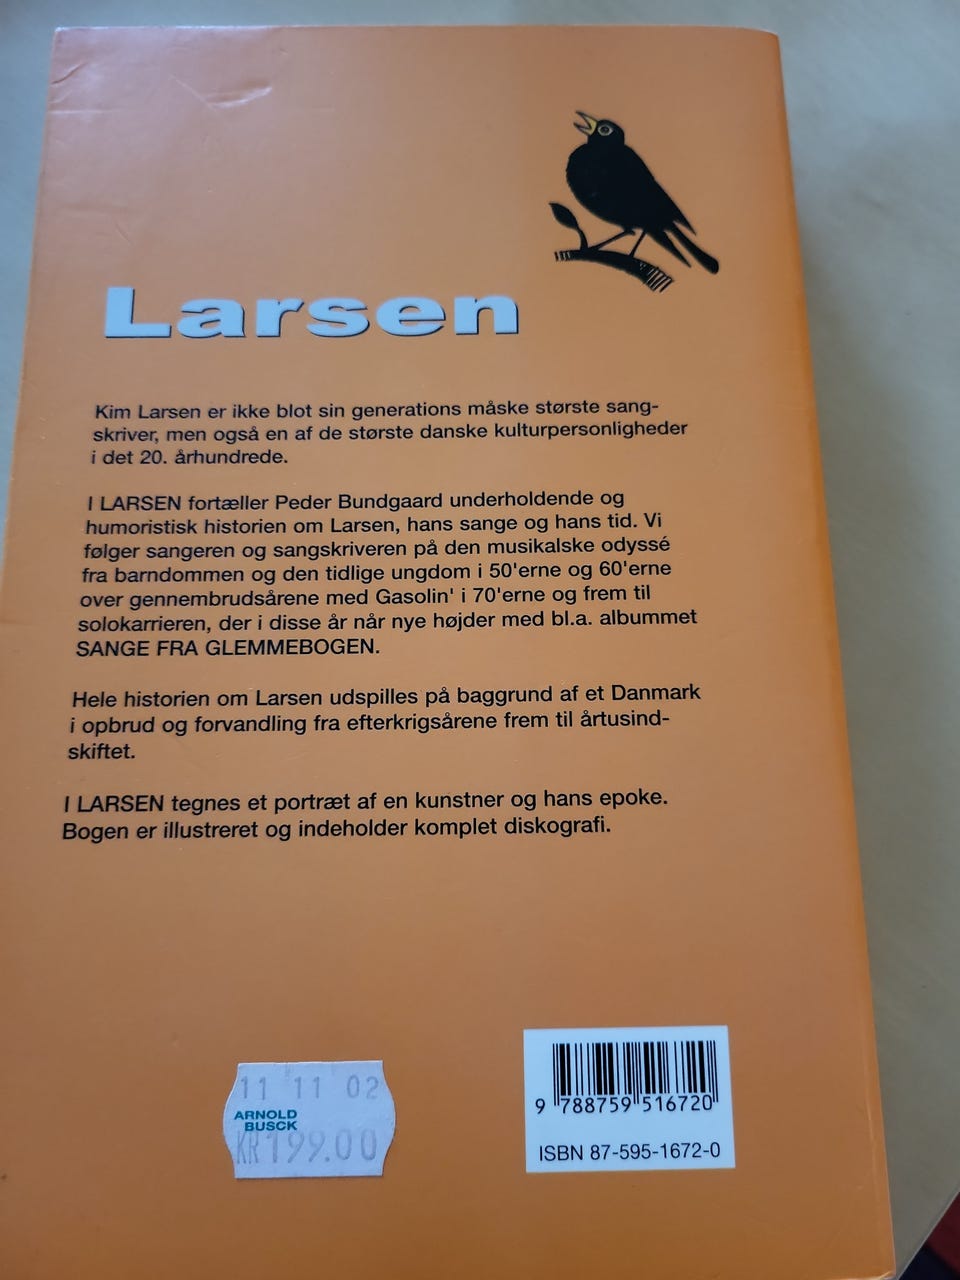 Larsen
Kim Larsen er ikke blot sin generations måske største sang-
skriver, men også en af de største danske kulturpersonligheder
i det 20. århundrede.
I LARSEN fortæller Peder Bundgaard underholdende og
humoristisk historien om Larsen, hans sange og hans tid. Vi
følger sangeren og sangskriveren på den musikalske odyssé
fra barndommen og den tidlige ungdom i 50'erne og 60'erne
over gennembrudsårene med Gasolin' i 70'erne og frem til
solokarrieren, der i disse år når nye højder med bl.a. albummet
SANGE FRA GLEMMEBOGEN.
Hele historien om Larsen udspilles på baggrund af et Danmark
i opbrud og forvandling fra efterkrigsårene frem til årtusind-
skiftet.
I LARSEN tegnes et portræt af en kunstner og hans epoke.
Bogen er illustreret og indeholder komplet diskografi.
11 11 02
ARNOLD
BUSCK
KR 199.00
9 788759 516720
ISBN 87-595-1672-0